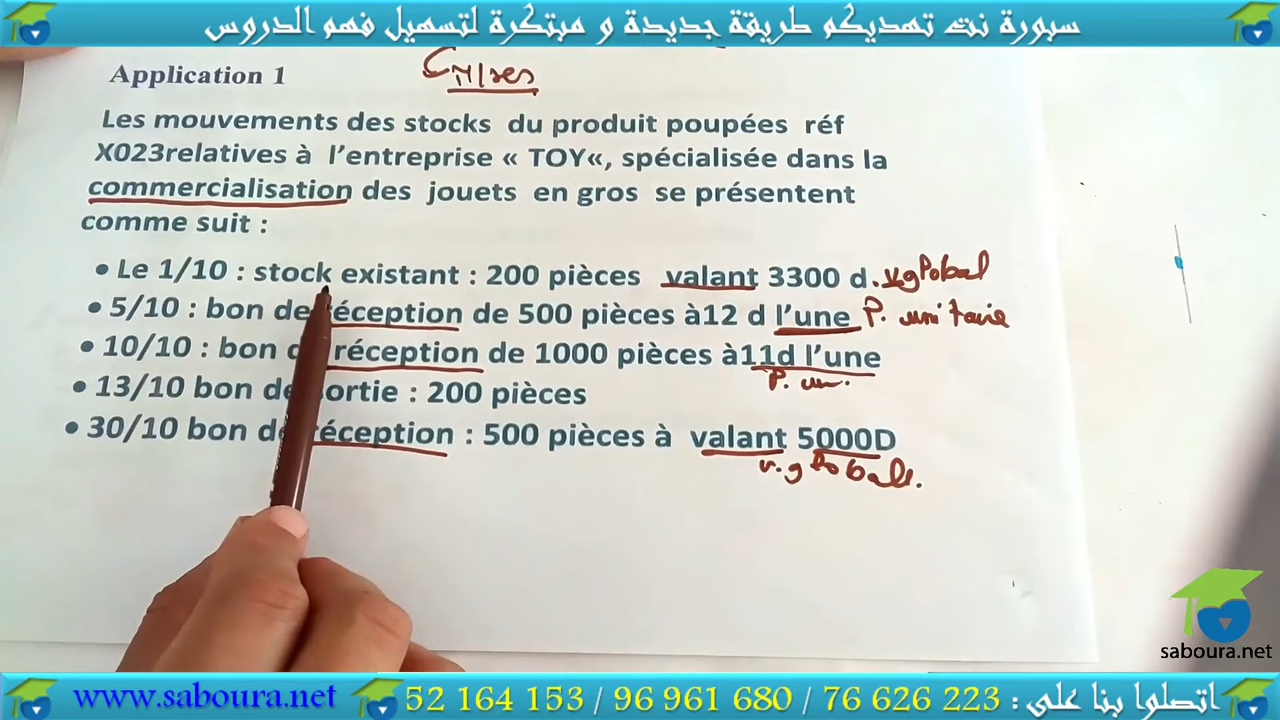 سبورة نت تهديكم طريقة جديدة و مبتكرة لتسهيل فهم الدروس
Application 1
M/ses
Les mouvements des stocks du produit poupées réf
X023relatives à l’entreprise « TOY«, spécialisée dans la
commercialisation des jouets en gros se présentent
comme suit :
• Le 1/10 : stock existant : 200 pièces valant 3300 d. v.global
• 5/10 : bon de réception de 500 pièces à12 d l’une P. unitaire
• 10/10 : bon de réception de 1000 pièces à11d l’une
P. un.
• 13/10 bon de sortie : 200 pièces
• 30/10 bon de réception : 500 pièces à valant 5000D
v. globale.
saboura.net
www.saboura.net 52 164 153 / 96 961 680 / 76 626 223 : اتصلوا بنا على